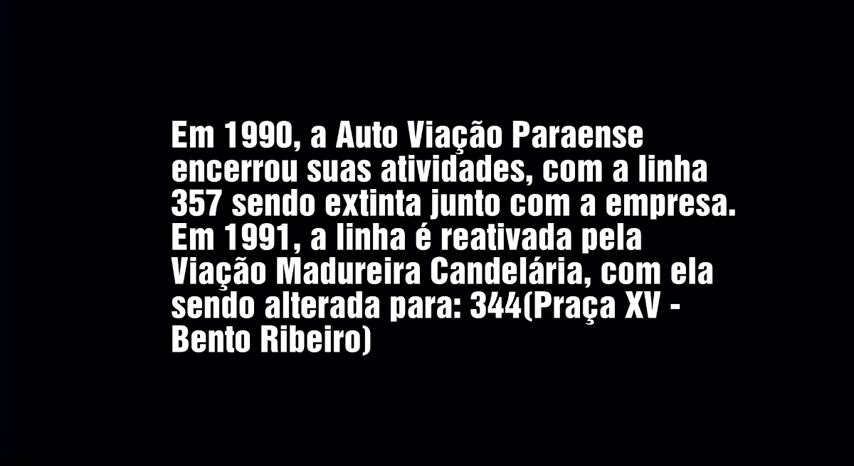 Em 1990, a Auto Viação Paraense
encerrou suas atividades, com a linha
357 sendo extinta junto com a empresa.
Em 1991, a linha é reativada pela
Viação Madureira Candelária, com ela
sendo alterada para: 344(Praça XV -
Bento Ribeiro)